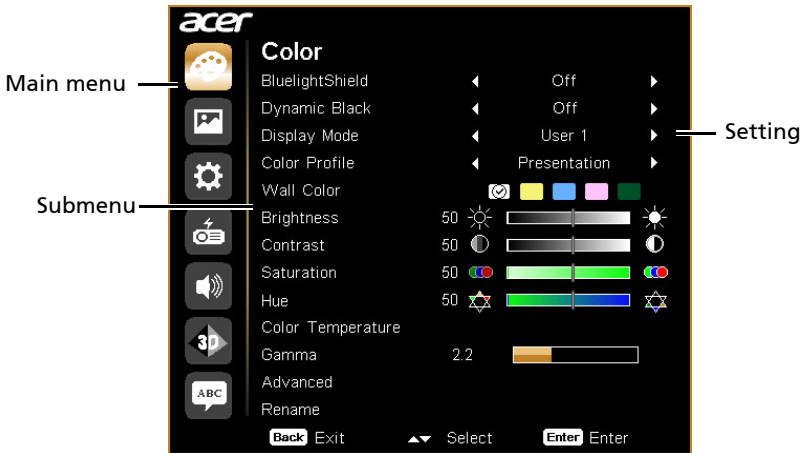 acer
Color
Main menu
BluelightShield Off
Dynamic Black Off
Display Mode User 1
Setting
Color Profile Presentation
Wall Color
Submenu
Brightness 50
Contrast 50
Saturation 50
Hue 50
Color Temperature
3D
Gamma 2.2
Advanced
ABC
Rename
Back Exit Select Enter Enter